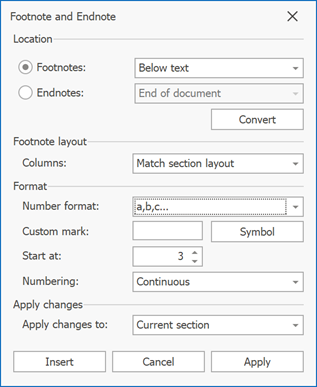 Footnote and Endnote
Location
Footnotes: Below text
Endnotes: End of document
Convert
Footnote layout
Columns: Match section layout
Format
Number format: a,b,c...
Custom mark: Symbol
Start at: 3
Numbering: Continuous
Apply changes
Apply changes to: Current section
Insert Cancel Apply